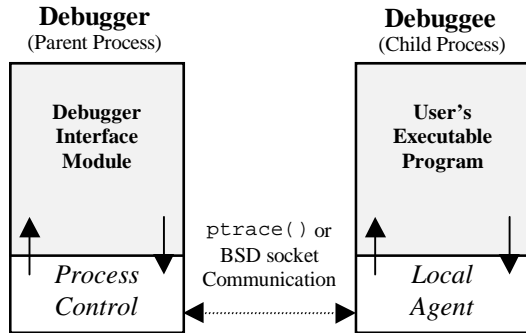 Debugger
(Parent Process)
Debuggee
(Child Process)
Debugger
Interface
Module
User's
Executable
Program
ptrace() or
BSD socket
Communication
Process
Control
Local
Agent